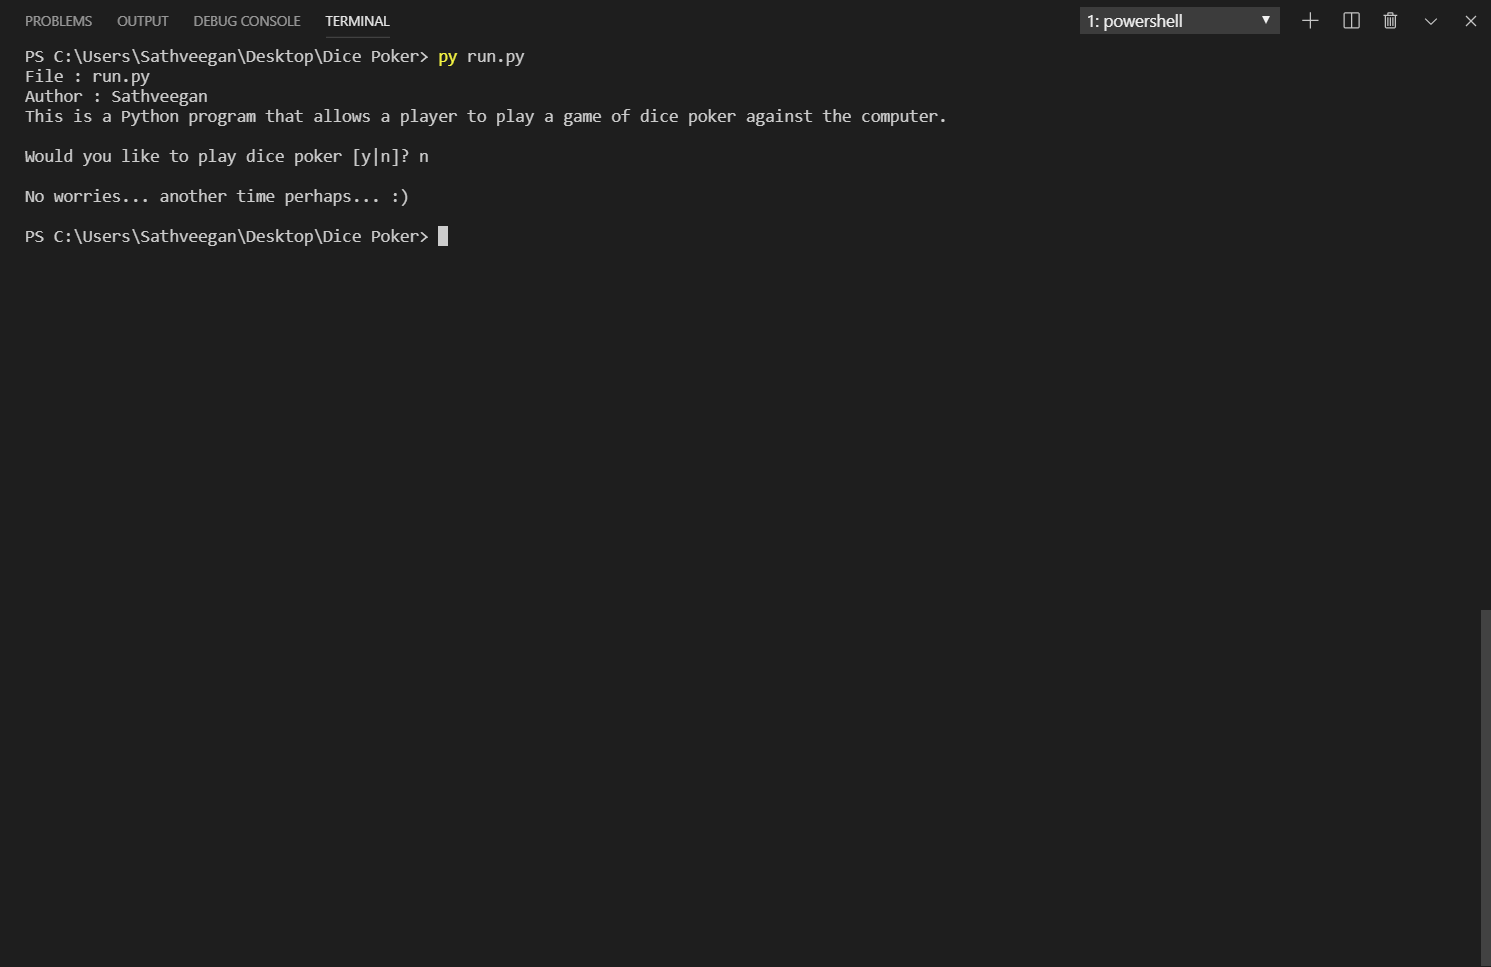 PROBLEMS OUTPUT DEBUG CONSOLE TERMINAL 1: powershell
PS C:\Users\Sathveegan\Desktop\Dice Poker> py run.py
File : run.py
Author : Sathveegan
This is a Python program that allows a player to play a game of dice poker against the computer.
Would you like to play dice poker [y|n]? n
No worries... another time perhaps... :)
PS C:\Users\Sathveegan\Desktop\Dice Poker>